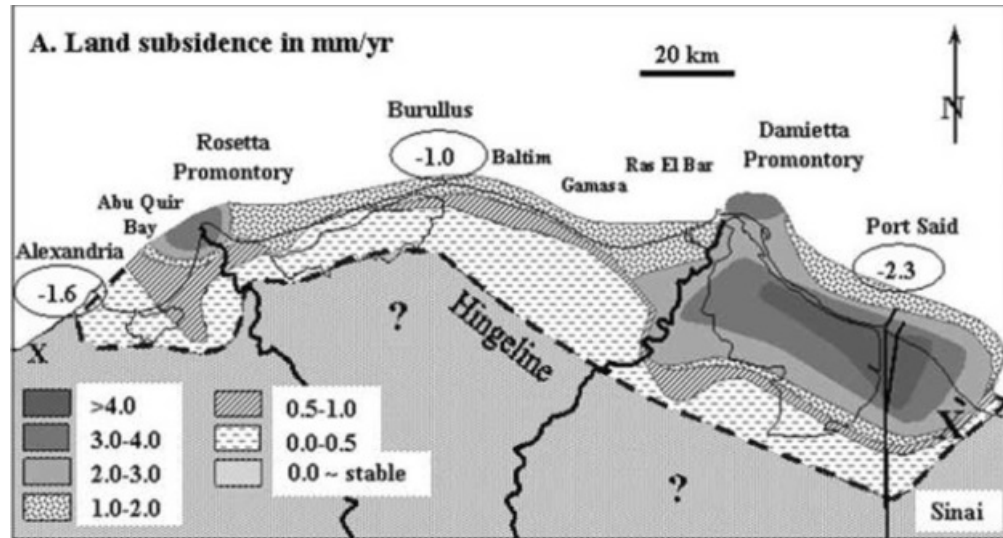 A. Land subsidence in mm/yr
20 km
N
Burullus
-1.0
Baltim
Rosetta
Promontory
Damietta
Promontory
Ras El Bar
Gamasa
Abu Quir
Bay
Port Said
-2.3
Alexandria
-1.6
X
?
Hingeline
Y
?
>4.0
3.0-4.0
2.0-3.0
1.0-2.0
0.5-1.0
0.0-0.5
0.0 ~ stable
Sinai